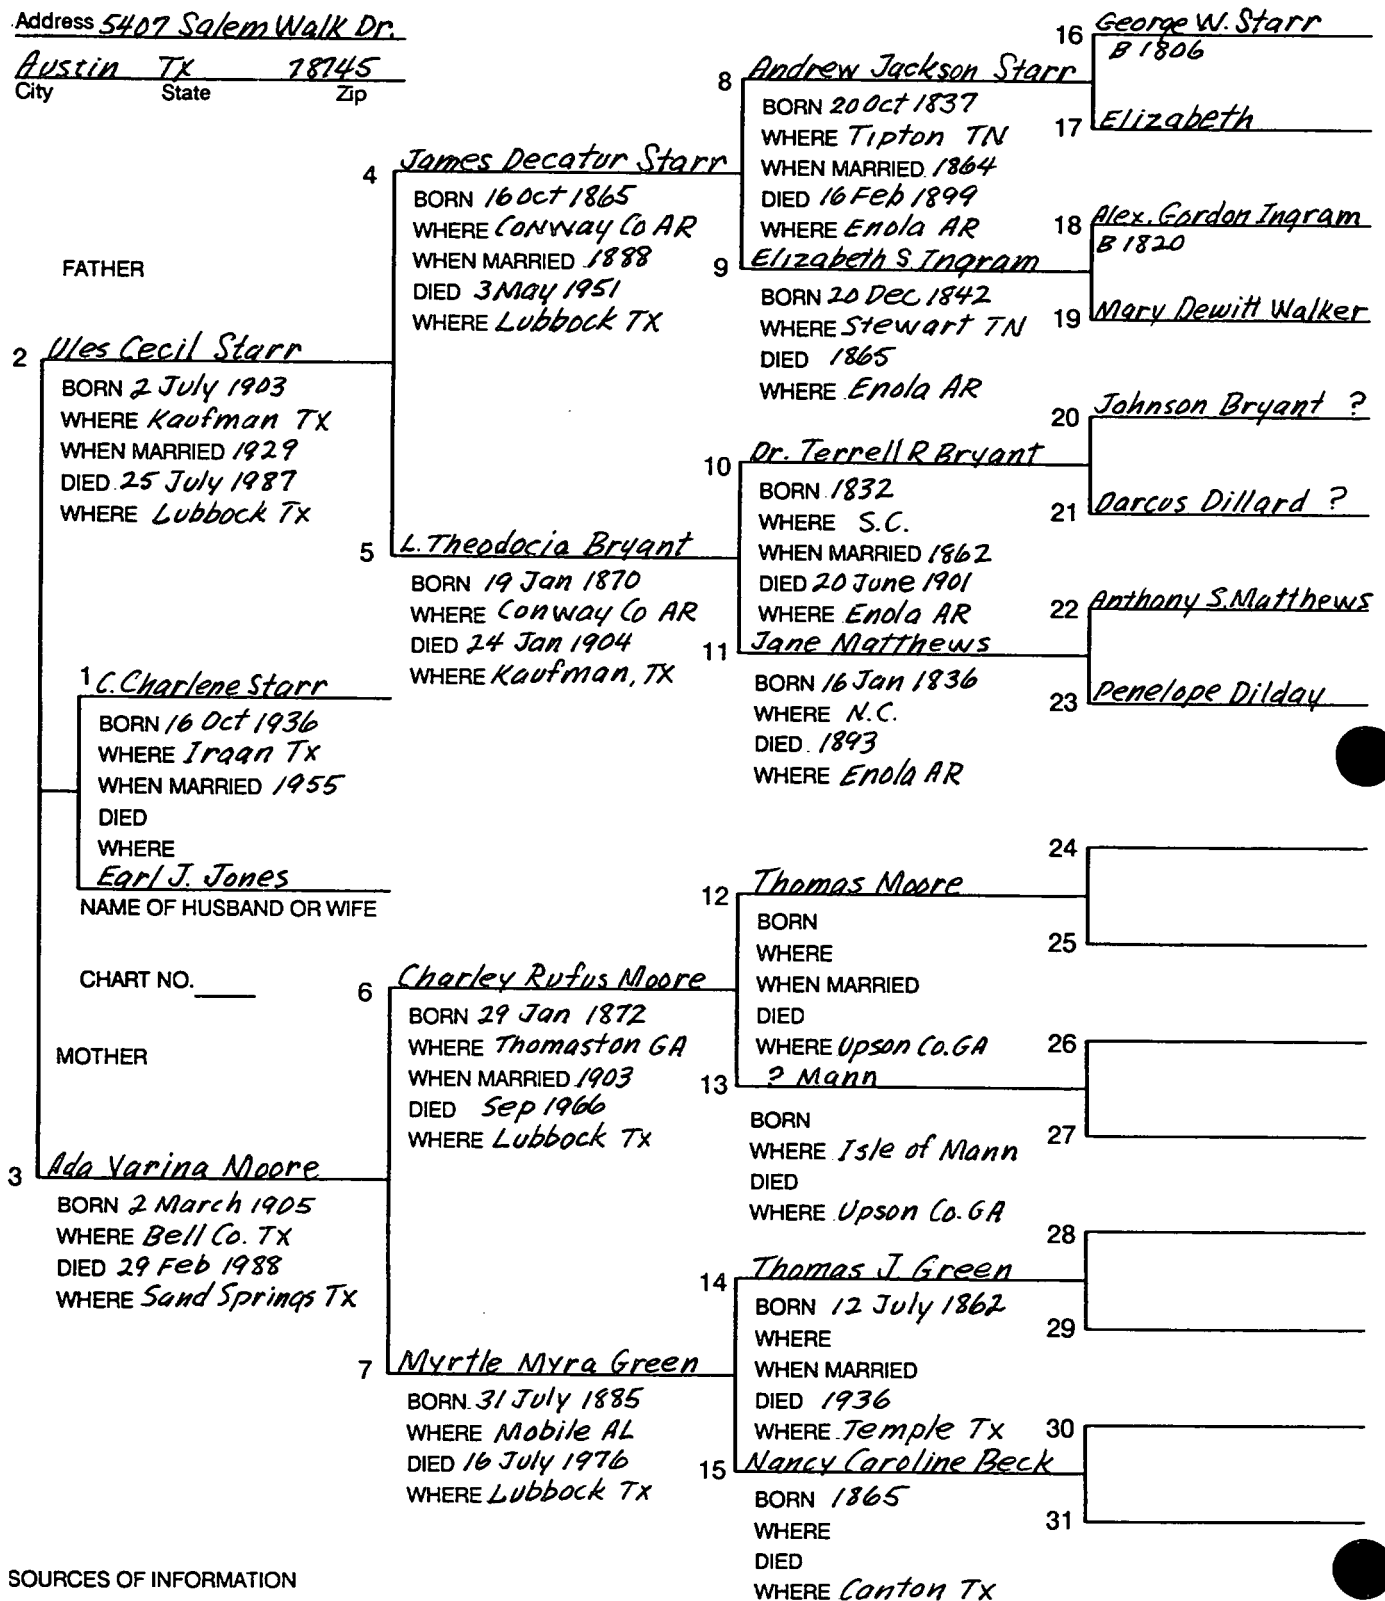 Address 5407 Salem Walk Dr.
Austin Tx 78745
City State Zip
FATHER
2 Ules Cecil Starr
BORN 2 July 1903
WHERE Kaufman TX
WHEN MARRIED 1929
DIED 25 July 1987
WHERE Lubbock Tx
1 C. Charlene Starr
BORN 16 Oct 1936
WHERE Iraan Tx
WHEN MARRIED 1955
DIED
WHERE
Earl J. Jones
NAME OF HUSBAND OR WIFE
CHART NO.
MOTHER
3 Ada Varina Moore
BORN 2 March 1905
WHERE Bell Co. Tx
DIED 29 Feb 1988
WHERE Sand Springs Tx
4 James Decatur Starr
BORN 16 Oct 1865
WHERE Conway Co AR
WHEN MARRIED 1888
DIED 3 May 1951
WHERE Lubbock TX
5 L. Theodocia Bryant
BORN 19 Jan 1870
WHERE Conway Co AR
DIED 24 Jan 1904
WHERE Kaufman, TX
6 Charley Rufus Moore
BORN 29 Jan 1872
WHERE Thomaston GA
WHEN MARRIED 1903
DIED Sep 1966
WHERE Lubbock Tx
7 Myrtle Myra Green
BORN 31 July 1885
WHERE Mobile AL
DIED 16 July 1976
WHERE Lubbock Tx
8 Andrew Jackson Starr
BORN 20 Oct 1837
WHERE Tipton TN
WHEN MARRIED 1864
DIED 16 Feb 1899
WHERE Enola AR
9 Elizabeth S Ingram
BORN 20 Dec 1842
WHERE Stewart TN
DIED 1865
WHERE Enola AR
10 Dr. Terrell R Bryant
BORN 1832
WHERE S.C.
WHEN MARRIED 1862
DIED 20 June 1901
WHERE Enola AR
11 Jane Matthews
BORN 16 Jan 1836
WHERE N.C.
DIED 1893
WHERE Enola AR
12 Thomas Moore
BORN
WHERE
WHEN MARRIED
DIED
WHERE Upson Co. GA
13 ? Mann
BORN
WHERE Isle of Mann
DIED
WHERE Upson Co. GA
14 Thomas J. Green
BORN 12 July 1862
WHERE
WHEN MARRIED
DIED 1936
WHERE Temple Tx
15 Nancy Caroline Beck
BORN 1865
WHERE
DIED
WHERE Canton Tx
16 George W. Starr
B 1806
17 Elizabeth
18 Alex. Gordon Ingram
B 1820
19 Mary Dewitt Walker
20 Johnson Bryant ?
21 Darcus Dillard ?
22 Anthony S. Matthews
23 Penelope Dilday
24
25
26
27
28
29
30
31
SOURCES OF INFORMATION